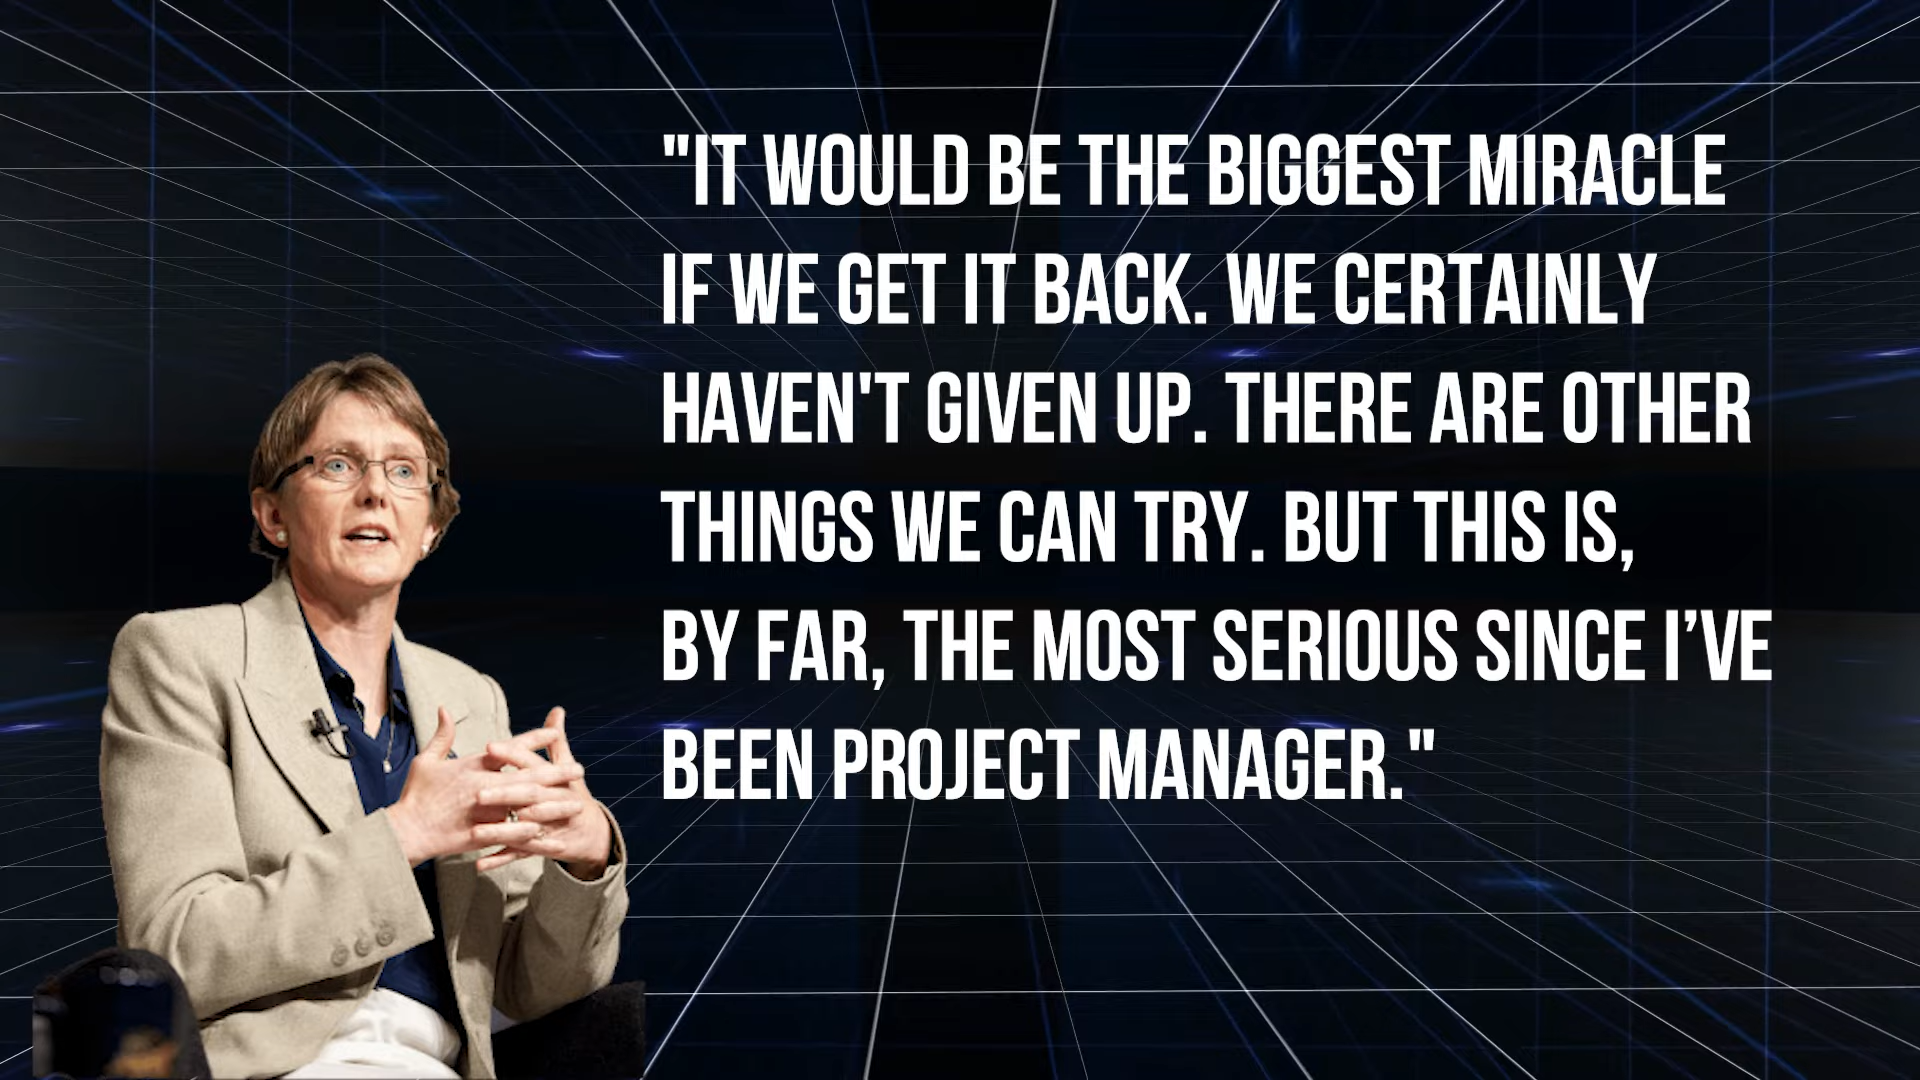 "IT WOULD BE THE BIGGEST MIRACLE
IF WE GET IT BACK. WE CERTAINLY
HAVEN'T GIVEN UP. THERE ARE OTHER
THINGS WE CAN TRY. BUT THIS IS,
BY FAR, THE MOST SERIOUS SINCE I’VE
BEEN PROJECT MANAGER."